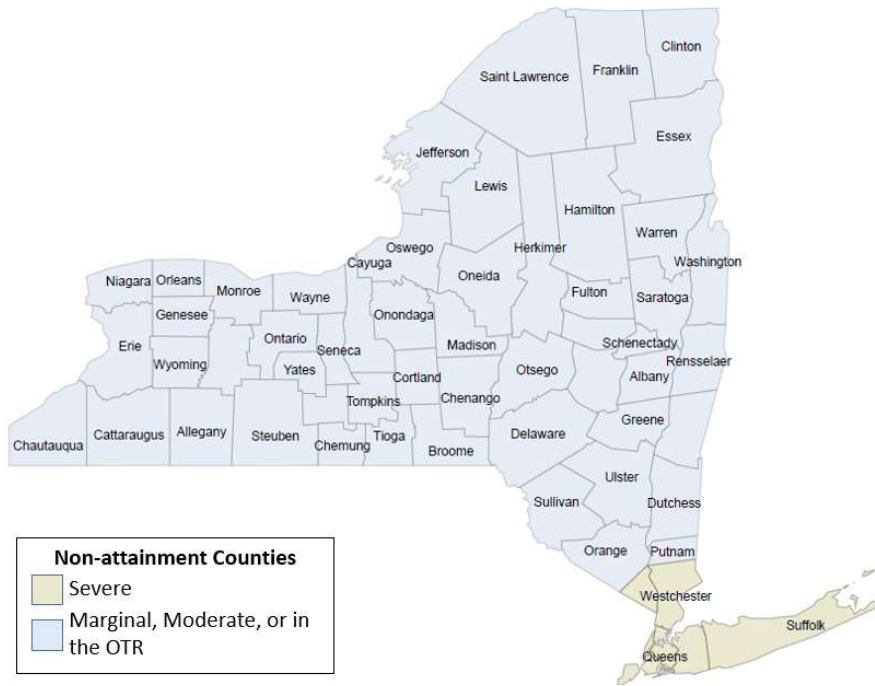 Clinton
Franklin
Saint Lawrence
Essex
Jefferson
Lewis
Hamilton
Warren
Herkimer
Oswego
Cayuga
Washington
Oneida
Niagara
Orleans
Monroe
Wayne
Fulton
Saratoga
Genesee
Onondaga
Ontario
Erie
Seneca
Madison
Schenectady
Wyoming
Yates
Rensselaer
Otsego
Albany
Cortland
Tompkins
Chenango
Greene
Chautauqua
Cattaraugus
Allegany
Steuben
Chemung
Tioga
Broome
Delaware
Ulster
Sullivan
Dutchess
Orange
Putnam
Westchester
Suffolk
Queens
Non-attainment Counties
Severe
Marginal, Moderate, or in
the OTR